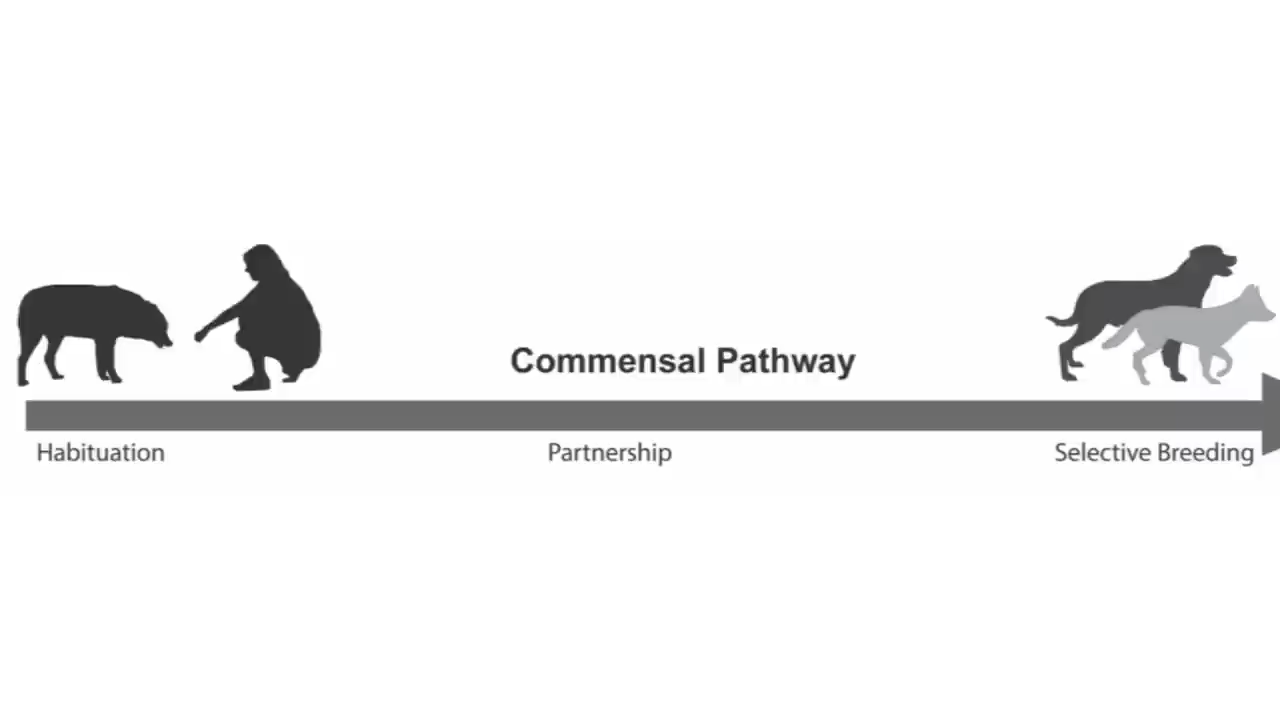 Commensal Pathway
Habituation
Partnership
Selective Breeding